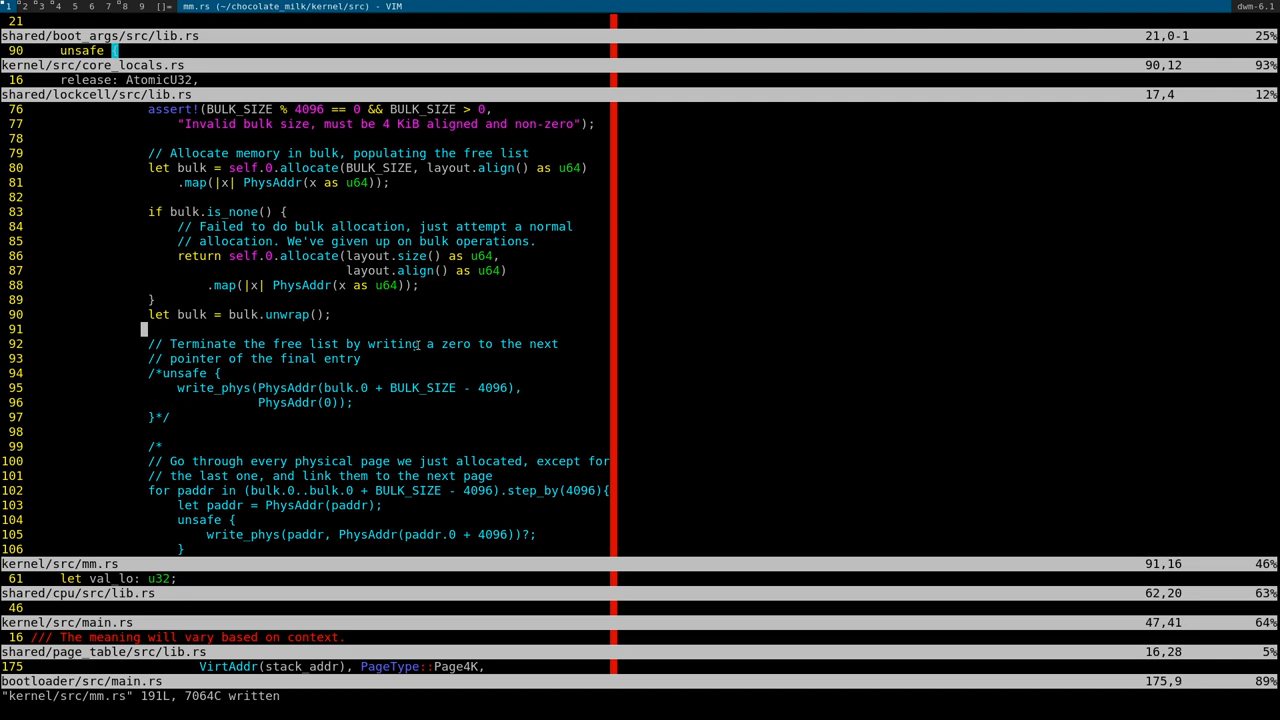 1 2 3 4 5 6 7 8 9 []= mm.rs (~/chocolate_milk/kernel/src) - VIM dwm-6.1
21
shared/boot_args/src/lib.rs 21,0-1 25%
90 unsafe {
kernel/src/core_locals.rs 90,12 93%
16 release: AtomicU32,
shared/lockcell/src/lib.rs 17,4 12%
76 assert!(BULK_SIZE % 4096 == 0 && BULK_SIZE > 0,
77 "Invalid bulk size, must be 4 KiB aligned and non-zero");
78
79 // Allocate memory in bulk, populating the free list
80 let bulk = self.0.allocate(BULK_SIZE, layout.align() as u64)
81 .map(|x| PhysAddr(x as u64));
82
83 if bulk.is_none() {
84 // Failed to do bulk allocation, just attempt a normal
85 // allocation. We've given up on bulk operations.
86 return self.0.allocate(layout.size() as u64,
87 layout.align() as u64)
88 .map(|x| PhysAddr(x as u64));
89 }
90 let bulk = bulk.unwrap();
91
92 // Terminate the free list by writing a zero to the next
93 // pointer of the final entry
94 /*unsafe {
95 write_phys(PhysAddr(bulk.0 + BULK_SIZE - 4096),
96 PhysAddr(0));
97 }*/
98
99 /*
100 // Go through every physical page we just allocated, except for
101 // the last one, and link them to the next page
102 for paddr in (bulk.0..bulk.0 + BULK_SIZE - 4096).step_by(4096){
103 let paddr = PhysAddr(paddr);
104 unsafe {
105 write_phys(paddr, PhysAddr(paddr.0 + 4096))?;
106 }
kernel/src/mm.rs 91,16 46%
61 let val_lo: u32;
shared/cpu/src/lib.rs 62,20 63%
46
kernel/src/main.rs 47,41 64%
16 /// The meaning will vary based on context.
shared/page_table/src/lib.rs 16,28 5%
175 VirtAddr(stack_addr), PageType::Page4K,
bootloader/src/main.rs 175,9 89%
"kernel/src/mm.rs" 191L, 7064C written